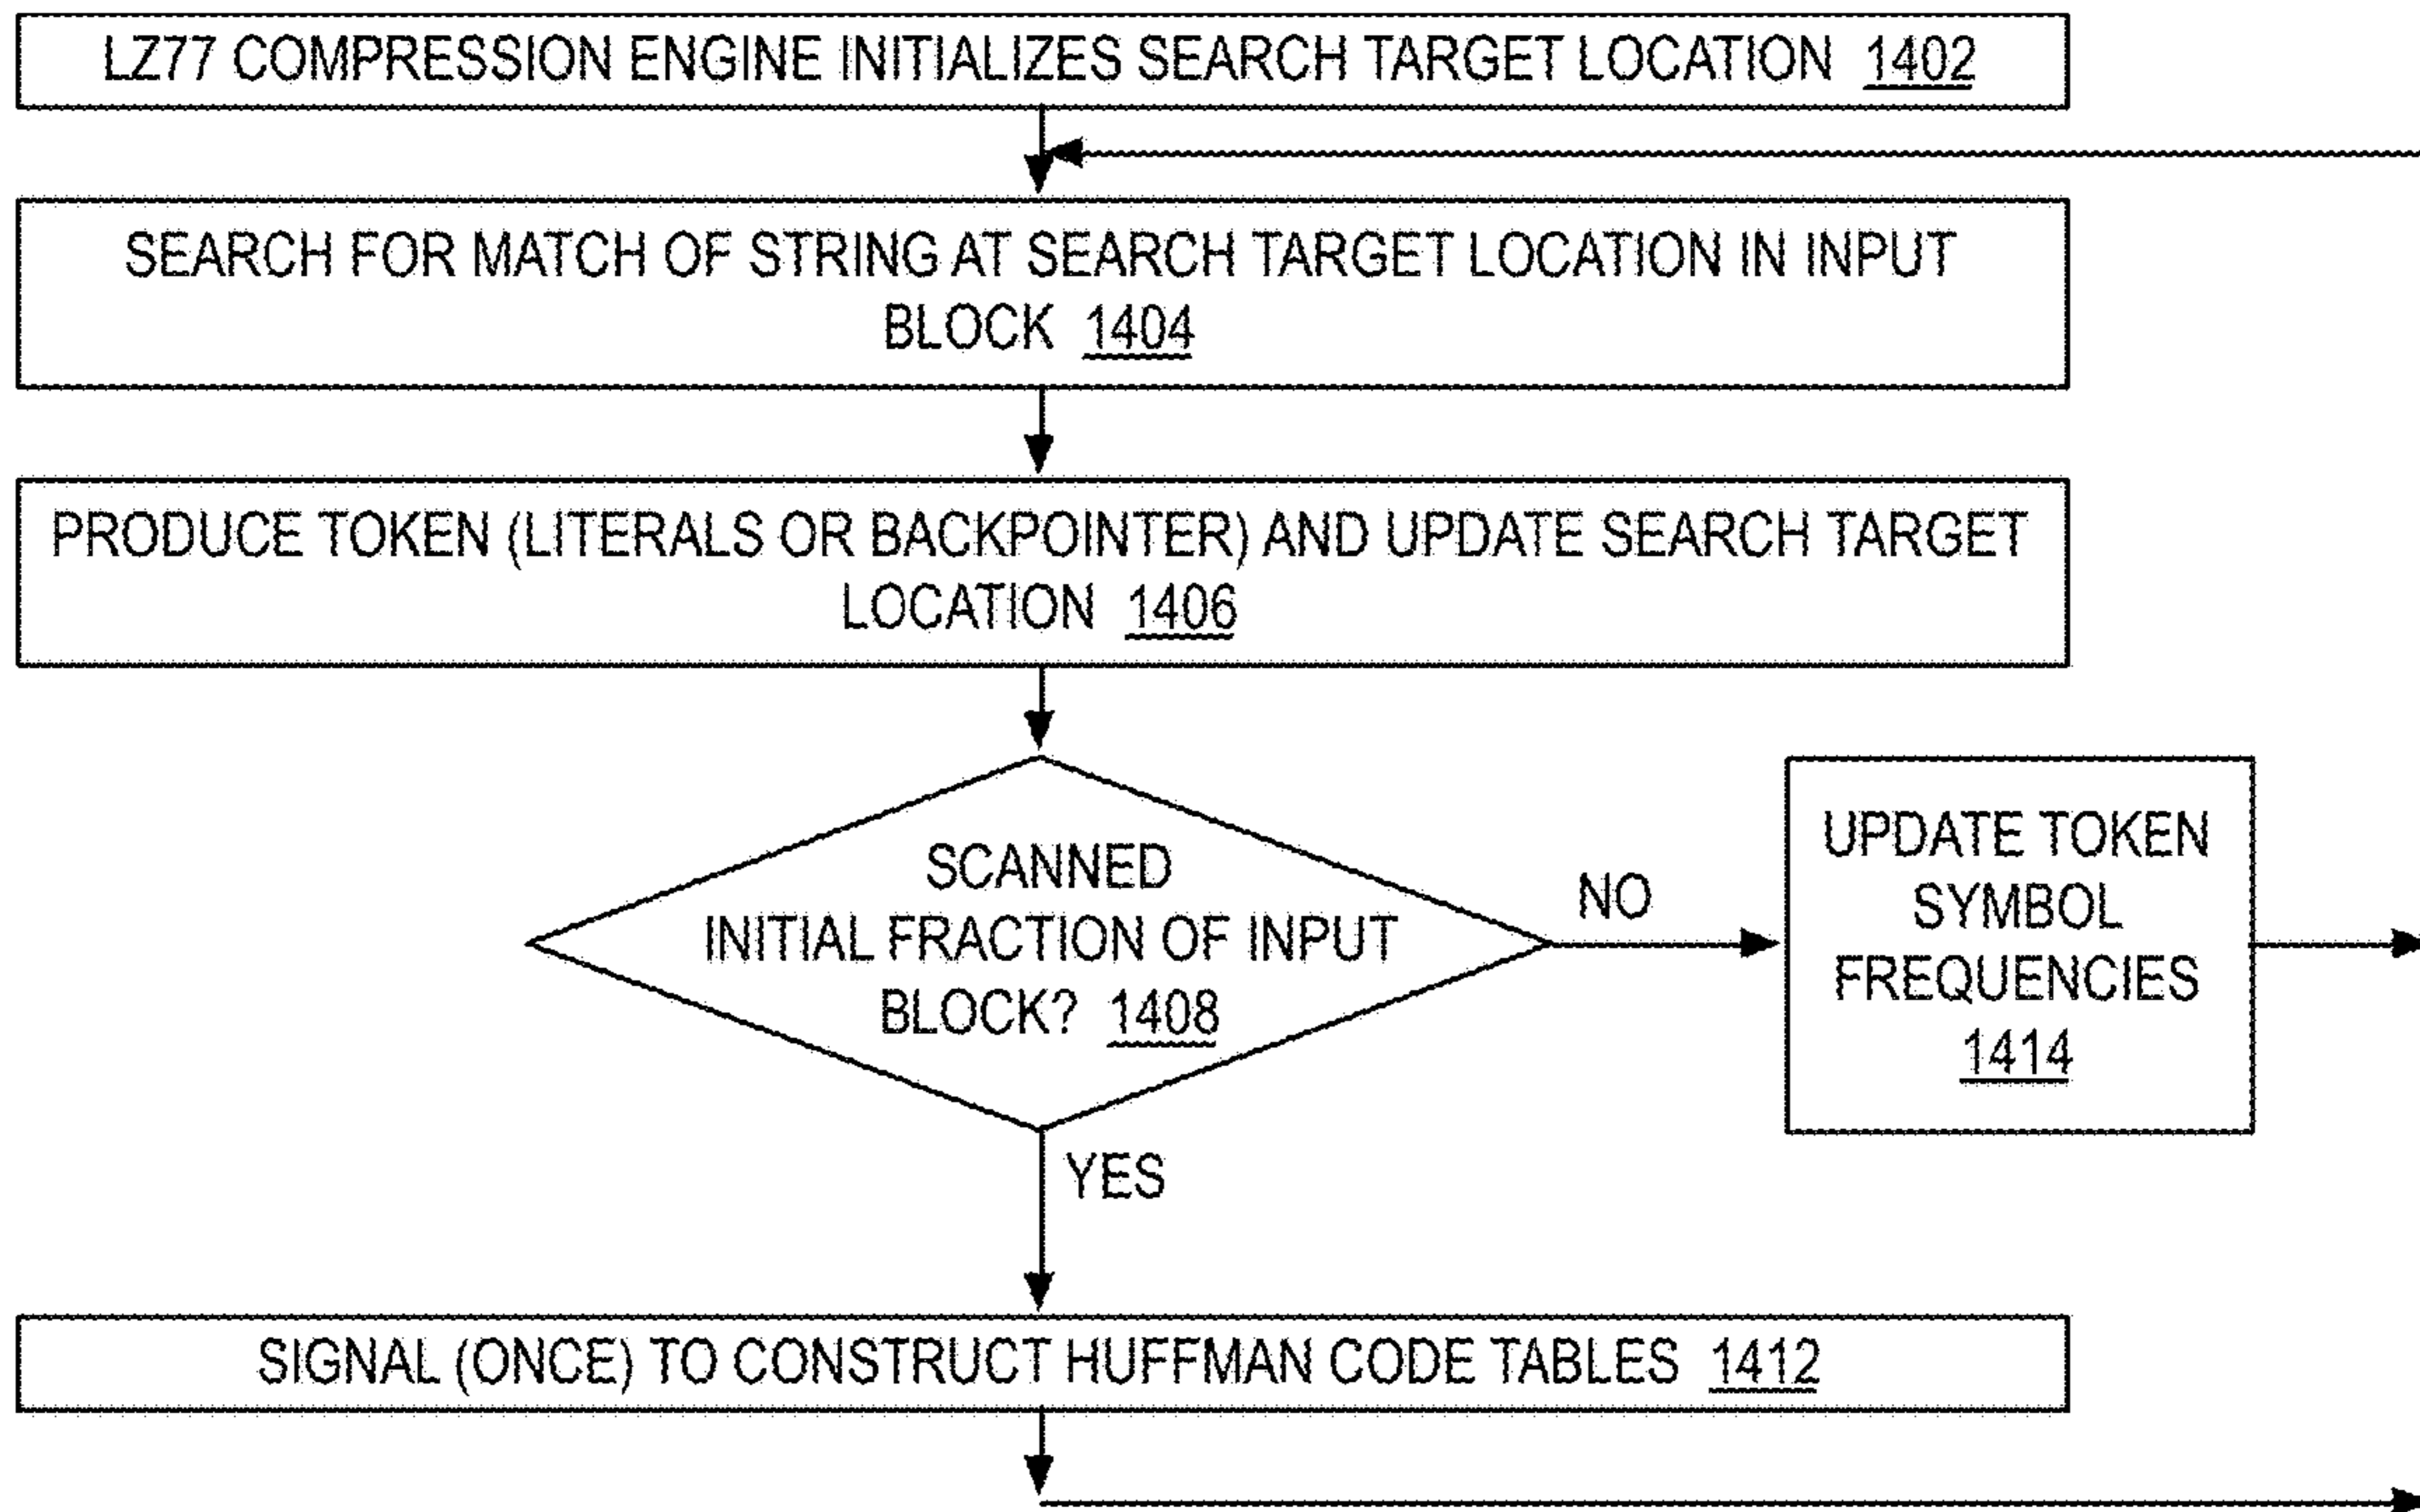 LZ77 COMPRESSION ENGINE INITIALIZES SEARCH TARGET LOCATION 1402
SEARCH FOR MATCH OF STRING AT SEARCH TARGET LOCATION IN INPUT
BLOCK 1404
PRODUCE TOKEN (LITERALS OR BACKPOINTER) AND UPDATE SEARCH TARGET
LOCATION 1406
SCANNED
INITIAL FRACTION OF INPUT
BLOCK? 1408
NO
UPDATE TOKEN
SYMBOL
FREQUENCIES
1414
YES
SIGNAL (ONCE) TO CONSTRUCT HUFFMAN CODE TABLES 1412